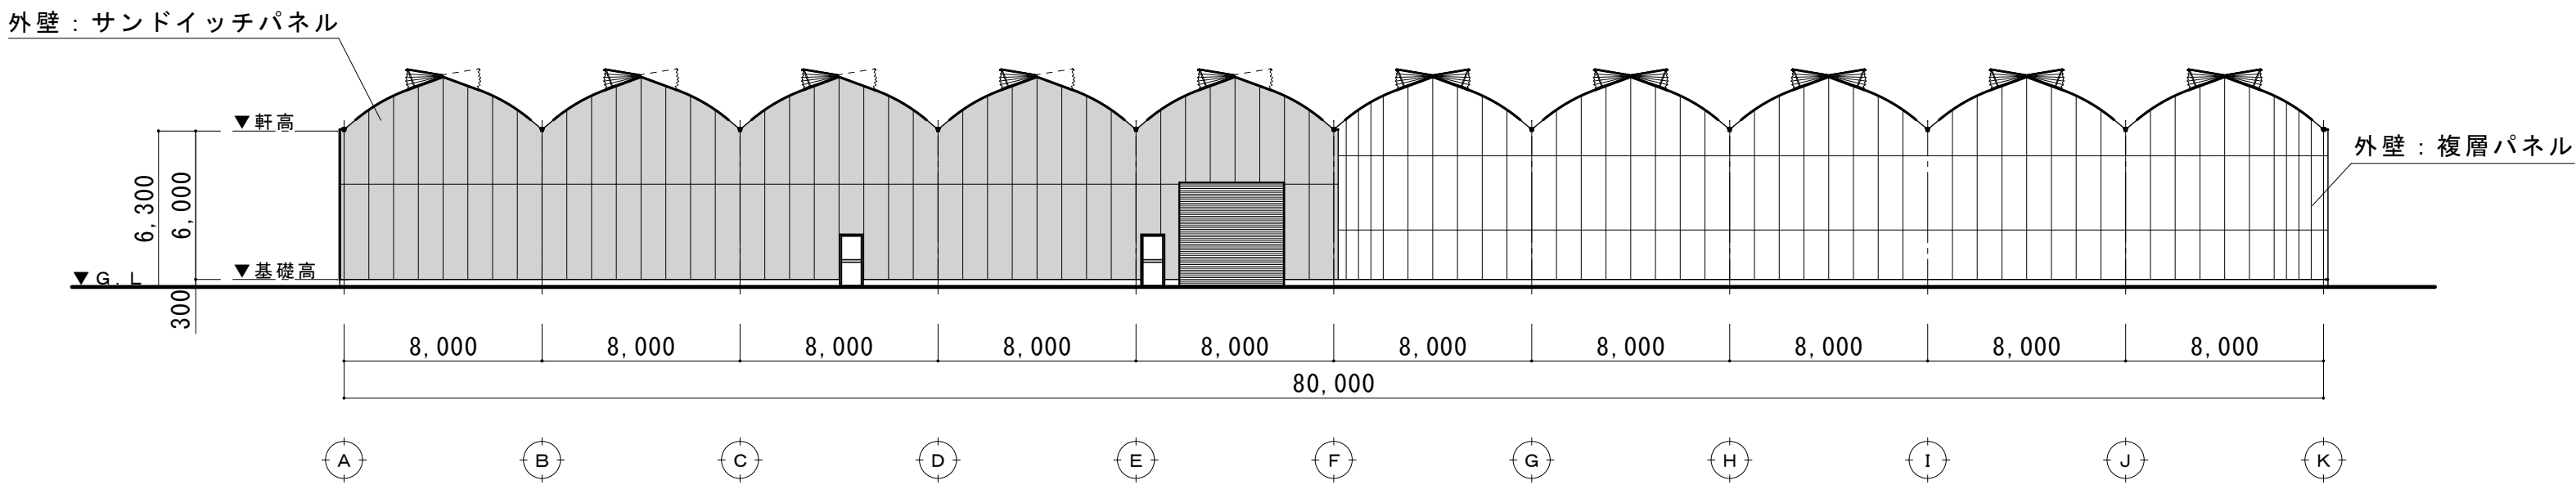 外壁：サンドイッチパネル
▼軒高
外壁：複層パネル
6,300
6,000
▼基礎高
▼G.L
300
8,000 8,000 8,000 8,000 8,000 8,000 8,000 8,000 8,000 8,000
80,000
A B C D E F G H I J K